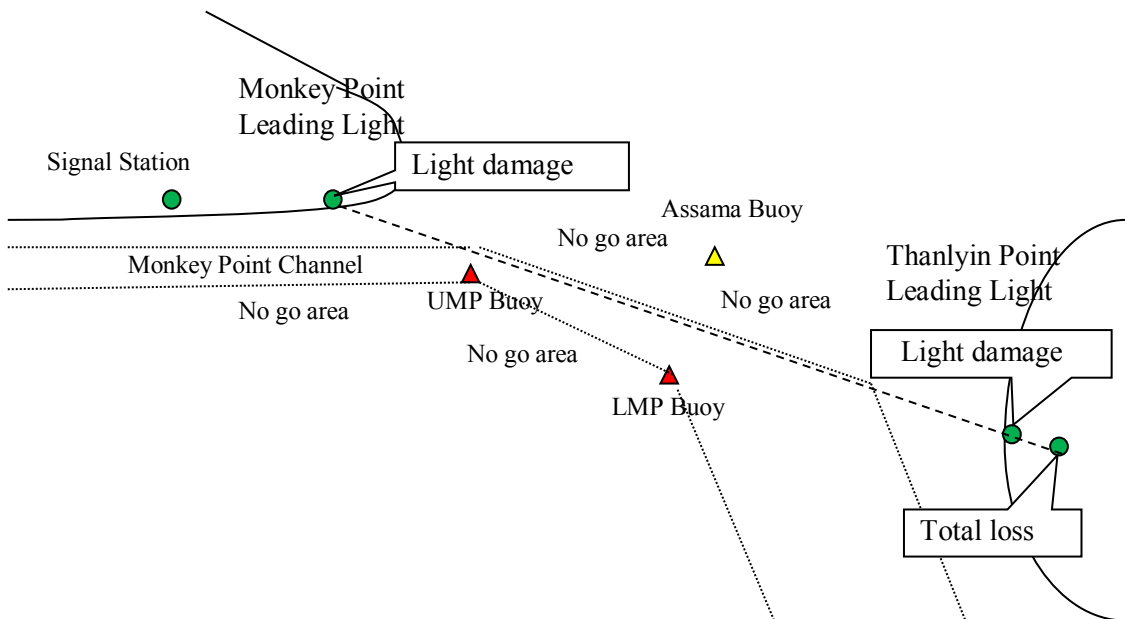 Monkey Point
Leading Light
Light damage
Signal Station
Assama Buoy
No go area
Thanlyin Point
Leading Light
Monkey Point Channel
No go area
UMP Buoy
No go area
No go area
Light damage
LMP Buoy
Total loss